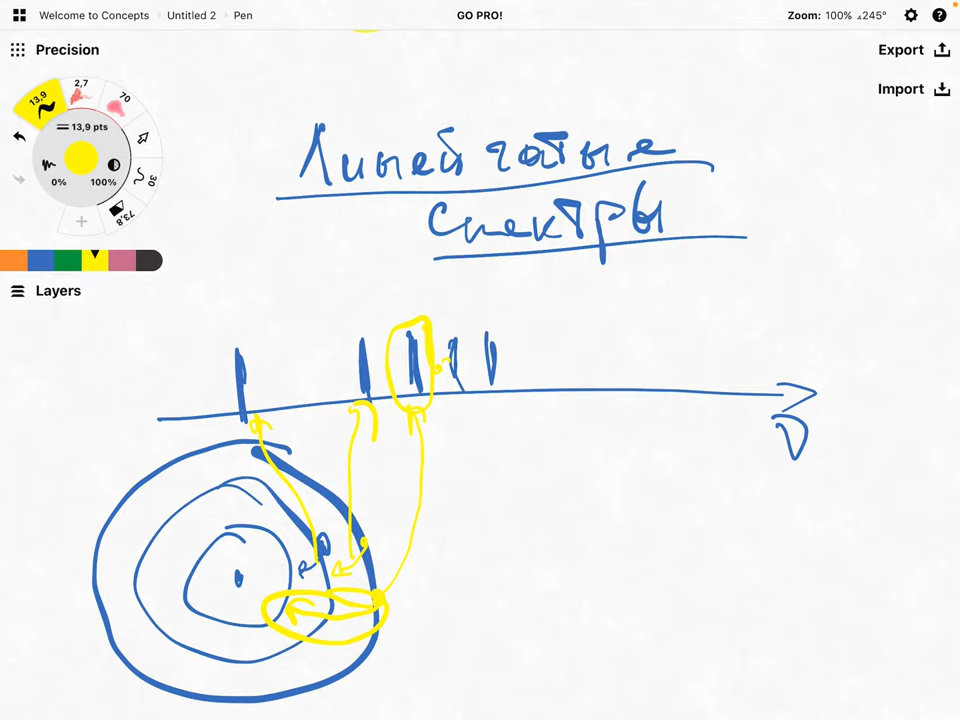 Welcome to Concepts › Untitled 2 › Pen
GO PRO!
Zoom: 100% ⊿245°
Precision
Export
Import
13,9
2,7
70
13,9 pts
0% 100%
30
73,8
Layers
Линейчатые
спектры
ν